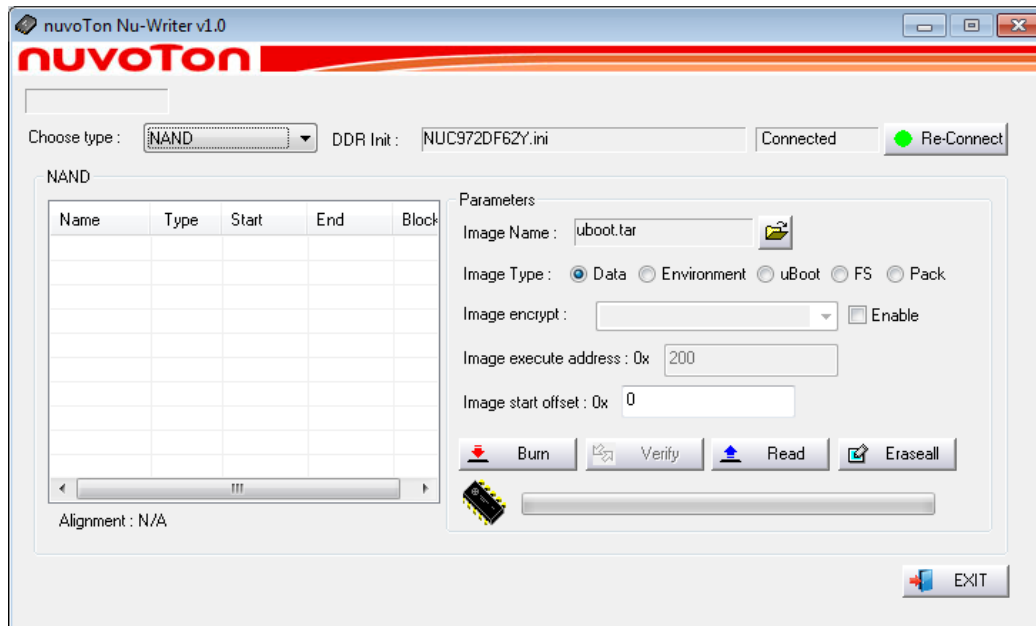 nuvoTon Nu-Writer v1.0
nuvoTon
Choose type : NAND DDR Init : NUC972DF62Y.ini Connected Re-Connect
NAND
Name Type Start End Block
Parameters
Image Name : uboot.tar
Image Type : Data Environment uBoot FS Pack
Image encrypt : Enable
Image execute address : 0x 200
Image start offset : 0x 0
Burn Verify Read Eraseall
Alignment : N/A
EXIT